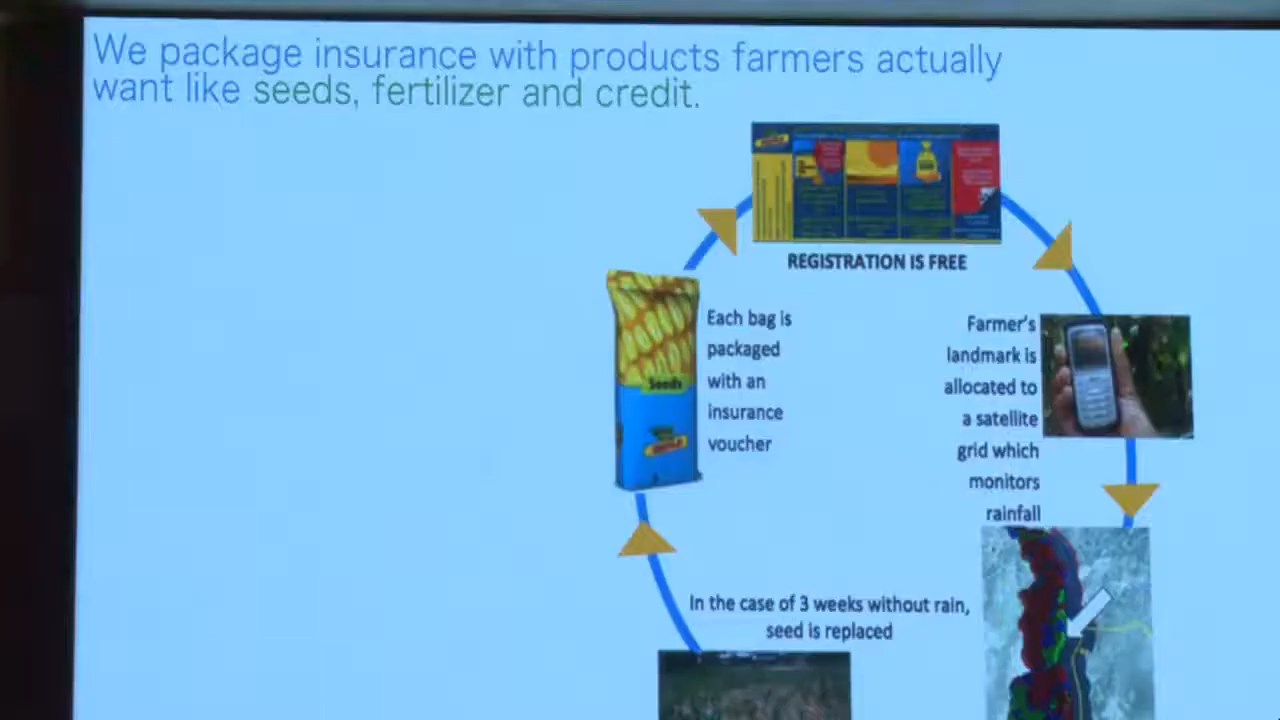 We package insurance with products farmers actually
want like seeds, fertilizer and credit.
REGISTRATION IS FREE
Each bag is
packaged
with an
insurance
voucher
Seeds
Farmer's
landmark is
allocated to
a satellite
grid which
monitors
rainfall
In the case of 3 weeks without rain,
seed is replaced